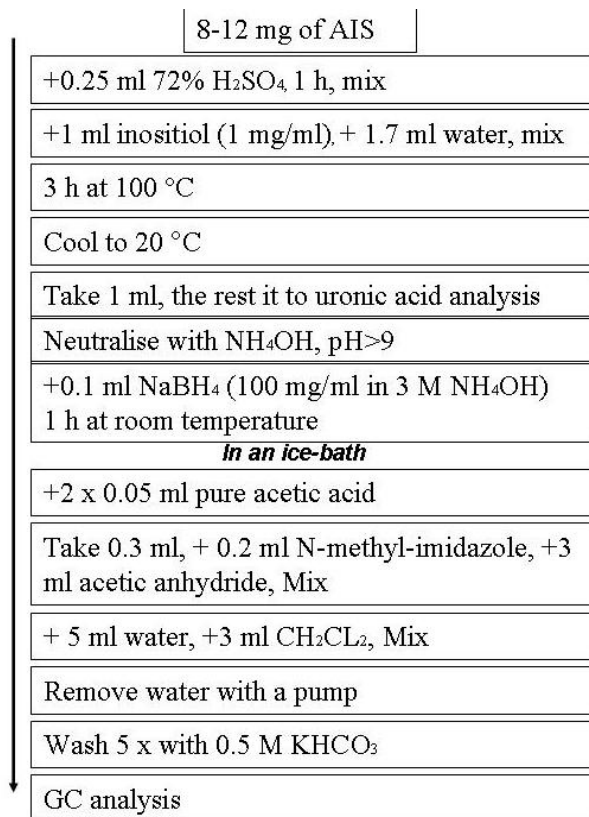 8-12 mg of AIS
+0.25 ml 72% H₂SO₄, 1 h, mix
+1 ml inositiol (1 mg/ml), + 1.7 ml water, mix
3 h at 100 °C
Cool to 20 °C
Take 1 ml, the rest it to uronic acid analysis
Neutralise with NH₄OH, pH>9
+0.1 ml NaBH₄ (100 mg/ml in 3 M NH₄OH)
1 h at room temperature
In an ice-bath
+2 x 0.05 ml pure acetic acid
Take 0.3 ml, + 0.2 ml N-methyl-imidazole, +3
ml acetic anhydride, Mix
+ 5 ml water, +3 ml CH₂CL₂, Mix
Remove water with a pump
Wash 5 x with 0.5 M KHCO₃
GC analysis